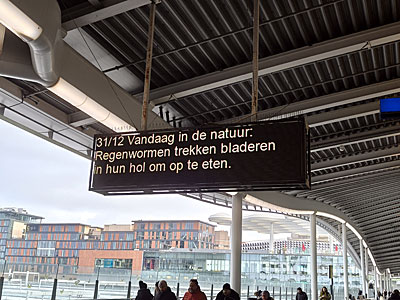 31/12 Vandaag in de natuur:
Regenwormen trekken bladeren
in hun hol om op te eten.